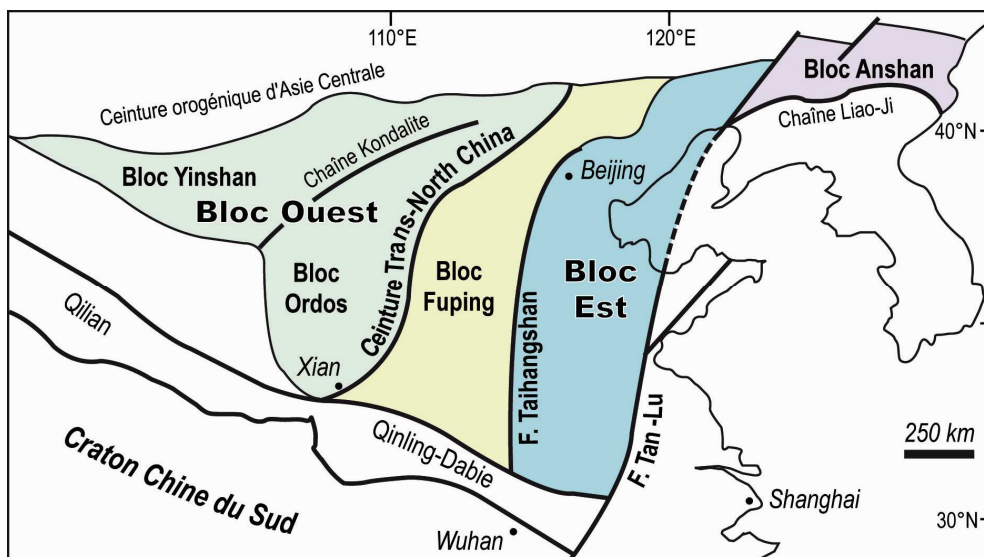 110°E
120°E
Ceinture orogénique d'Asie Centrale
Bloc Anshan
Chaîne Liao-Ji
40°N
Chaîne Kondalite
Bloc Yinshan
Bloc Ouest
Beijing
Ceinture Trans-North China
Bloc
Ordos
Bloc
Fuping
Bloc
Est
Qilian
Xian
F. Taihangshan
F. Tan -Lu
Qinling-Dabie
250 km
Craton Chine du Sud
Shanghai
Wuhan
30°N